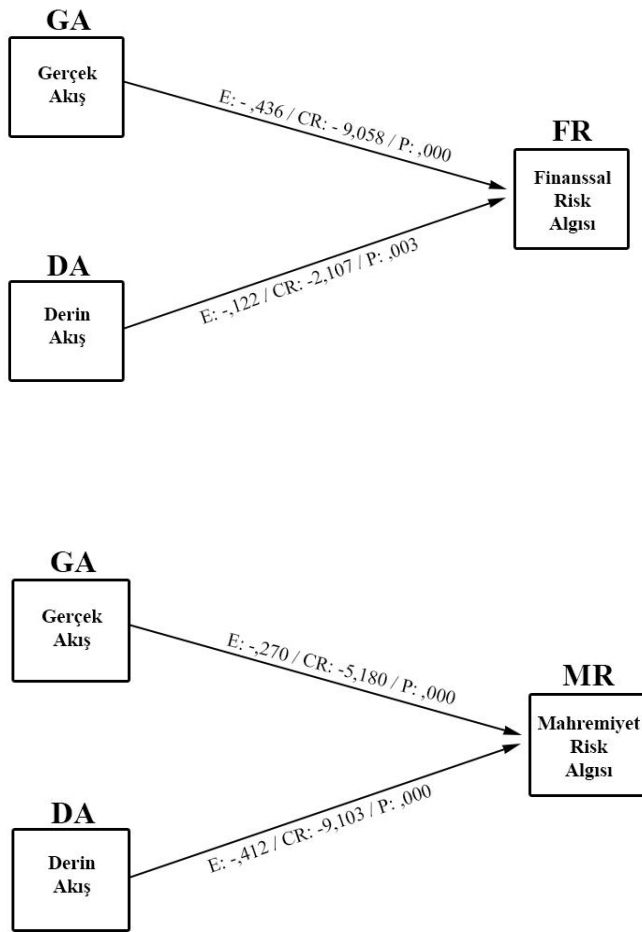 GA
Gerçek
Akış
E: - ,436 / CR: - 9,058 / P: ,000
FR
Finanssal
Risk
Algısı
DA
Derin
Akış
E: -,122 / CR: -2,107 / P: ,003
GA
Gerçek
Akış
E: -,270 / CR: -5,180 / P: ,000
MR
Mahremiyet
Risk
Algısı
DA
Derin
Akış
E: -,412 / CR: -9,103 / P: ,000